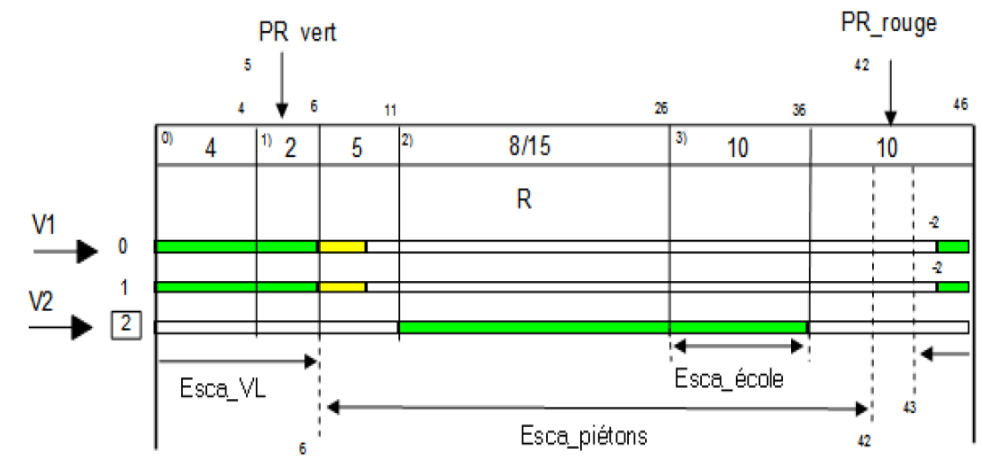 PR vert
PR_rouge
5
42
4
6
11
26
36
46
0) 4
1) 2
5
2) 8/15
3) 10
10
R
V1
0
-2
1
-2
V2
2
Esca_VL
Esca_école
Esca_piétons
43
6
42